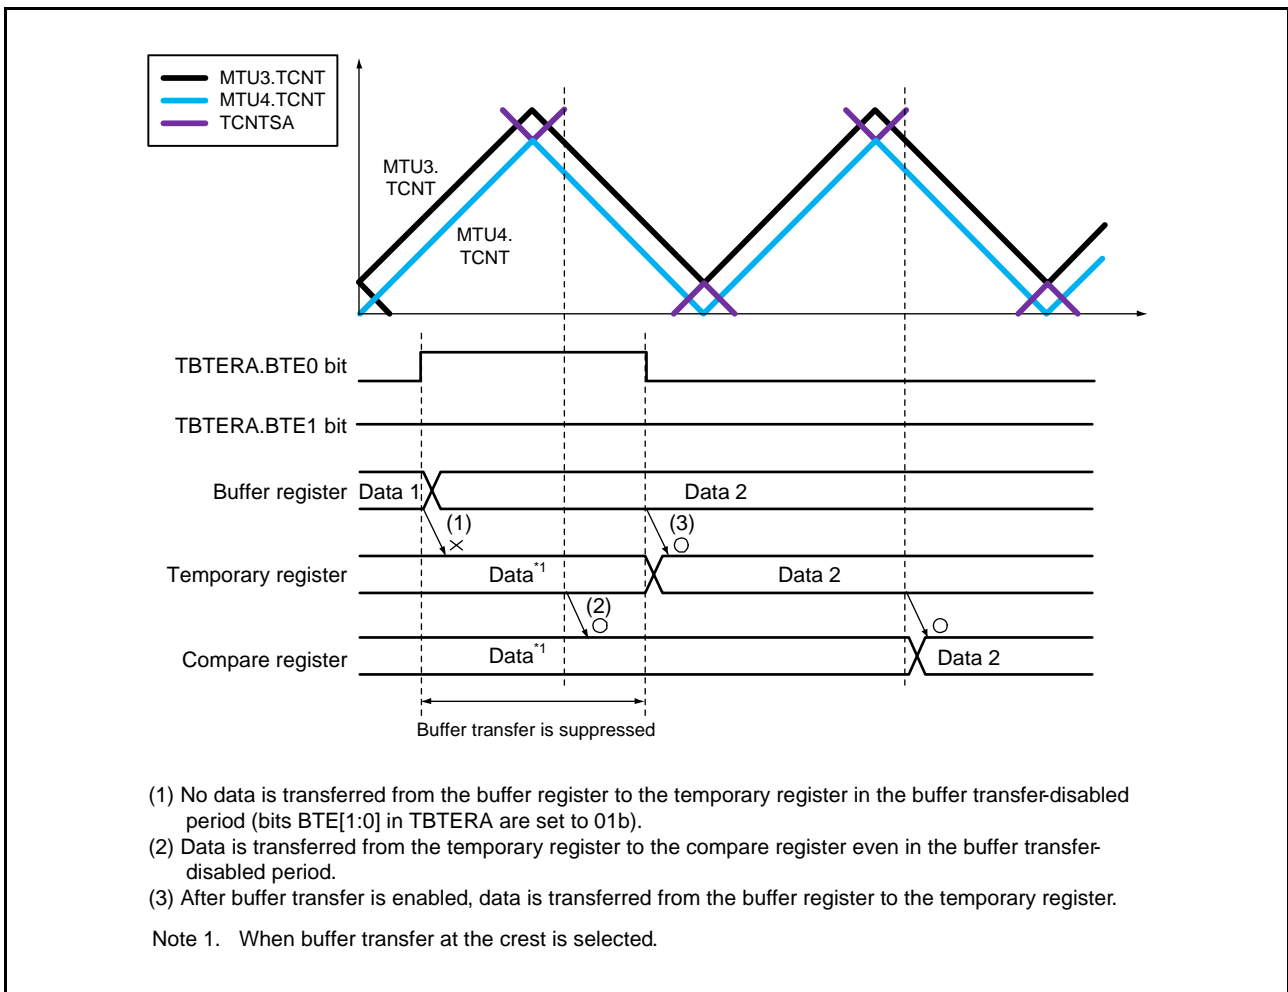 MTU3.TCNT
MTU4.TCNT
TCNTSA
MTU3.
TCNT
MTU4.
TCNT
TBTERA.BTE0 bit
TBTERA.BTE1 bit
Buffer register
Data 1
Data 2
(1)
(3)
Temporary register
Data*1
Data 2
(2)
Compare register
Data*1
Data 2
Buffer transfer is suppressed
(1) No data is transferred from the buffer register to the temporary register in the buffer transfer-disabled
period (bits BTE[1:0] in TBTERA are set to 01b).
(2) Data is transferred from the temporary register to the compare register even in the buffer transfer-
disabled period.
(3) After buffer transfer is enabled, data is transferred from the buffer register to the temporary register.
Note 1. When buffer transfer at the crest is selected.